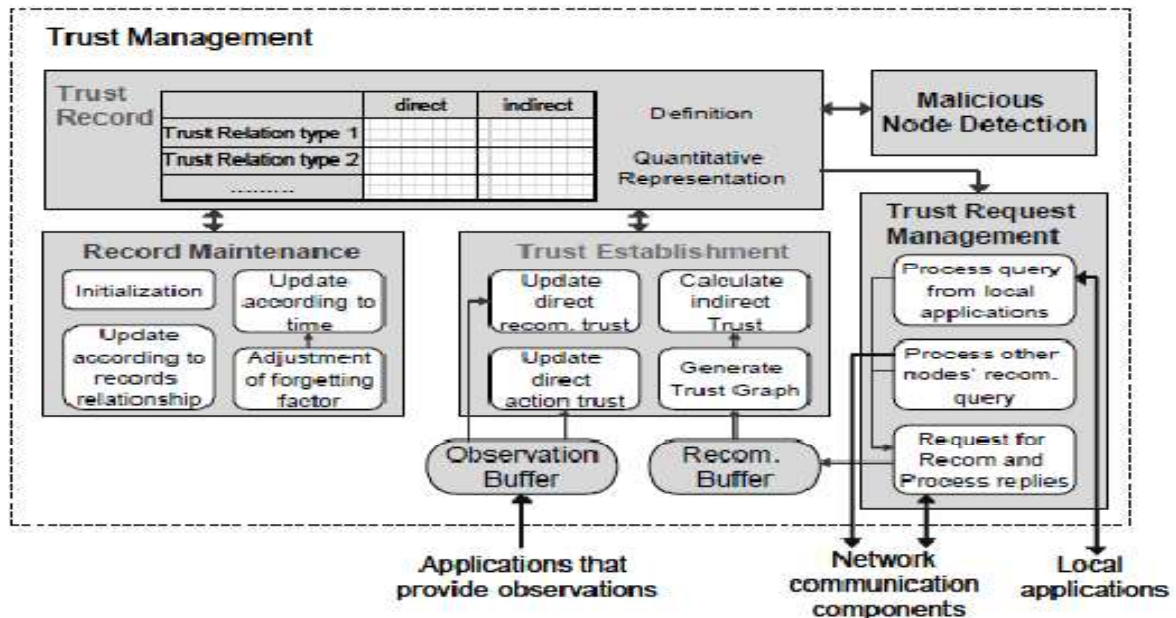 Trust Management
Trust
Record
direct
indirect
Trust Relation type 1
Trust Relation type 2
.........
Definition
Quantitative
Representation
Malicious
Node Detection
Record Maintenance
Initialization
Update
according to
time
Update
according to
records
relationship
Adjustment
of forgetting
factor
Trust Establishment
Update
direct
recom. trust
Calculate
indirect
Trust
Update
direct
action trust
Generate
Trust Graph
Trust Request
Management
Process query
from local
applications
Process other
nodes' recom.
query
Request for
Recom and
Process replies
Observation
Buffer
Recom.
Buffer
Applications that
provide observations
Network
communication
components
Local
applications